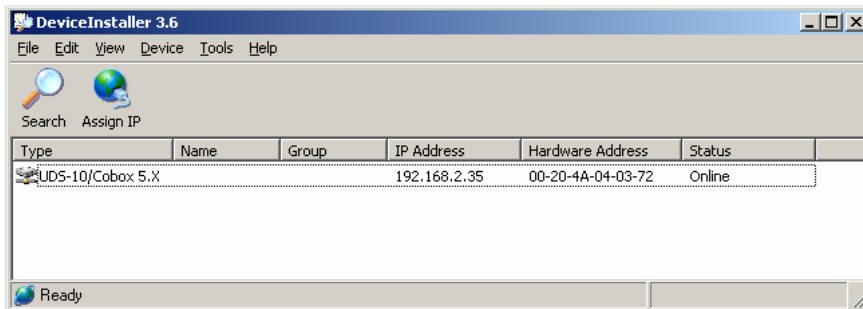 DeviceInstaller 3.6
File Edit View Device Tools Help
Search Assign IP
Type Name Group IP Address Hardware Address Status
UDS-10/Cobox 5.X 192.168.2.35 00-20-4A-04-03-72 Online
Ready